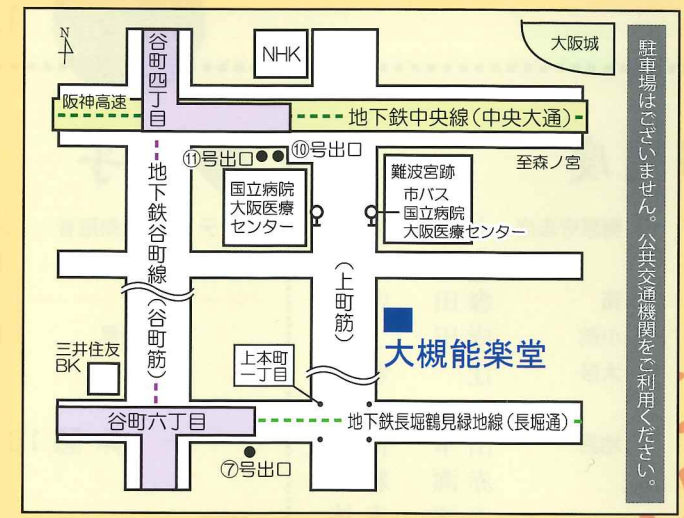 N
谷町四丁目
NHK
大阪城
阪神高速
地下鉄中央線(中央大通)
⑪号出口
⑩号出口
至森ノ宮
国立病院
大阪医療
センター
難波宮跡
市バス
国立病院
大阪医療センター
地下鉄谷町線(谷町筋)
(上町筋)
大槻能楽堂
三井住友
BK
上本町
一丁目
谷町六丁目
地下鉄長堀鶴見緑地線(長堀通)
⑦号出口
駐車場はございません。公共交通機関をご利用ください。